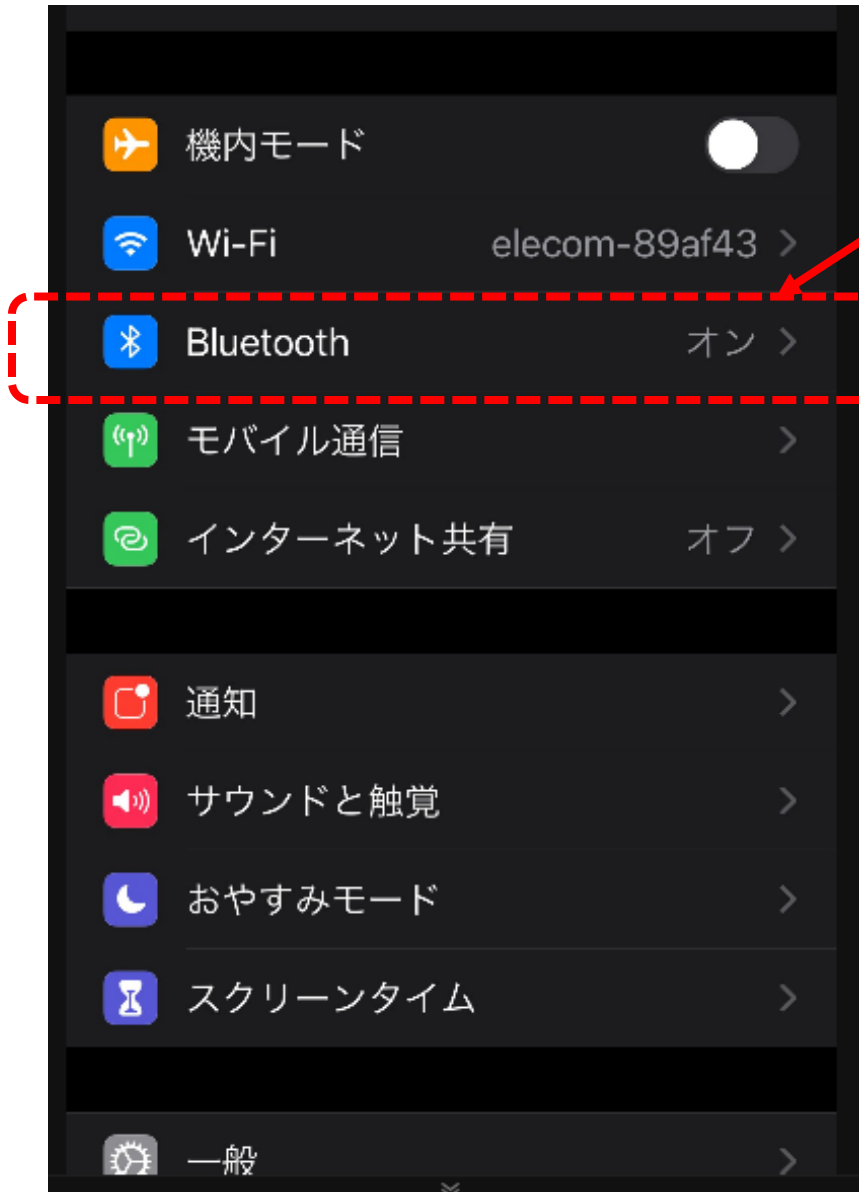 機内モード
Wi-Fi elecom-89af43
Bluetooth オン
モバイル通信
インターネット共有 オフ
通知
サウンドと触覚
おやすみモード
スクリーンタイム
一般